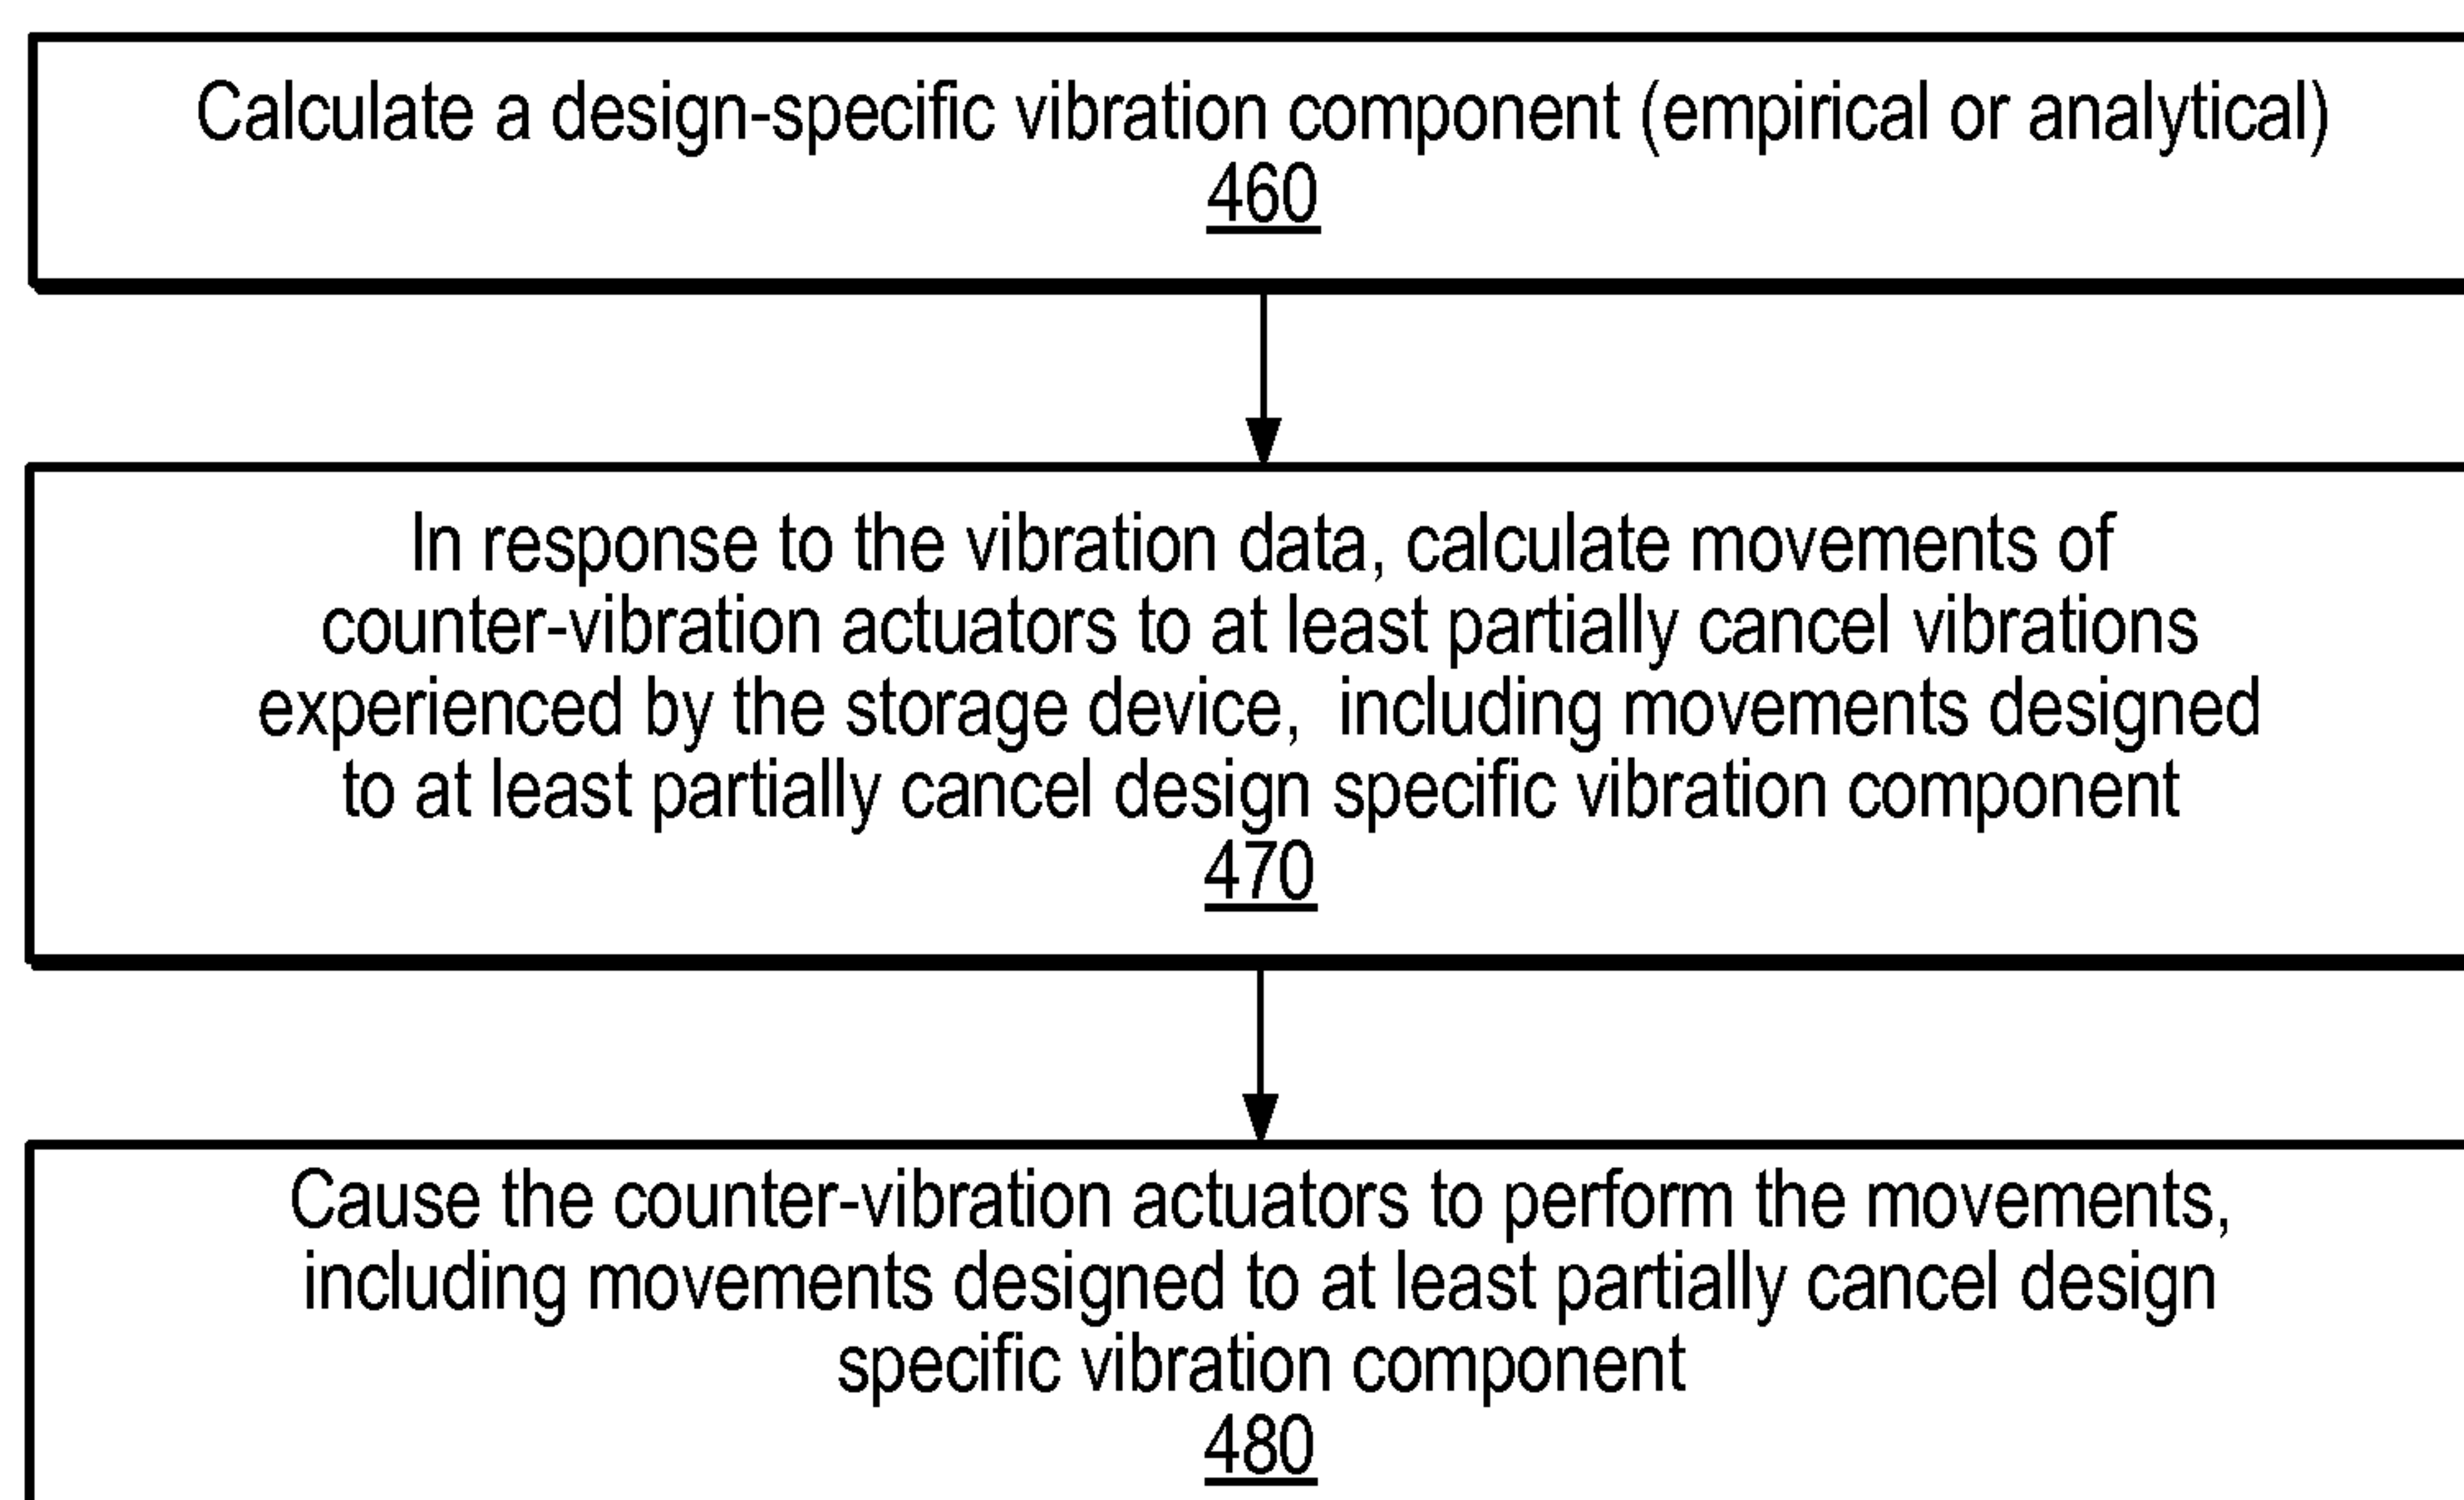 Calculate a design-specific vibration component (empirical or analytical)
460
In response to the vibration data, calculate movements of
counter-vibration actuators to at least partially cancel vibrations
experienced by the storage device, including movements designed
to at least partially cancel design specific vibration component
470
Cause the counter-vibration actuators to perform the movements,
including movements designed to at least partially cancel design
specific vibration component
480